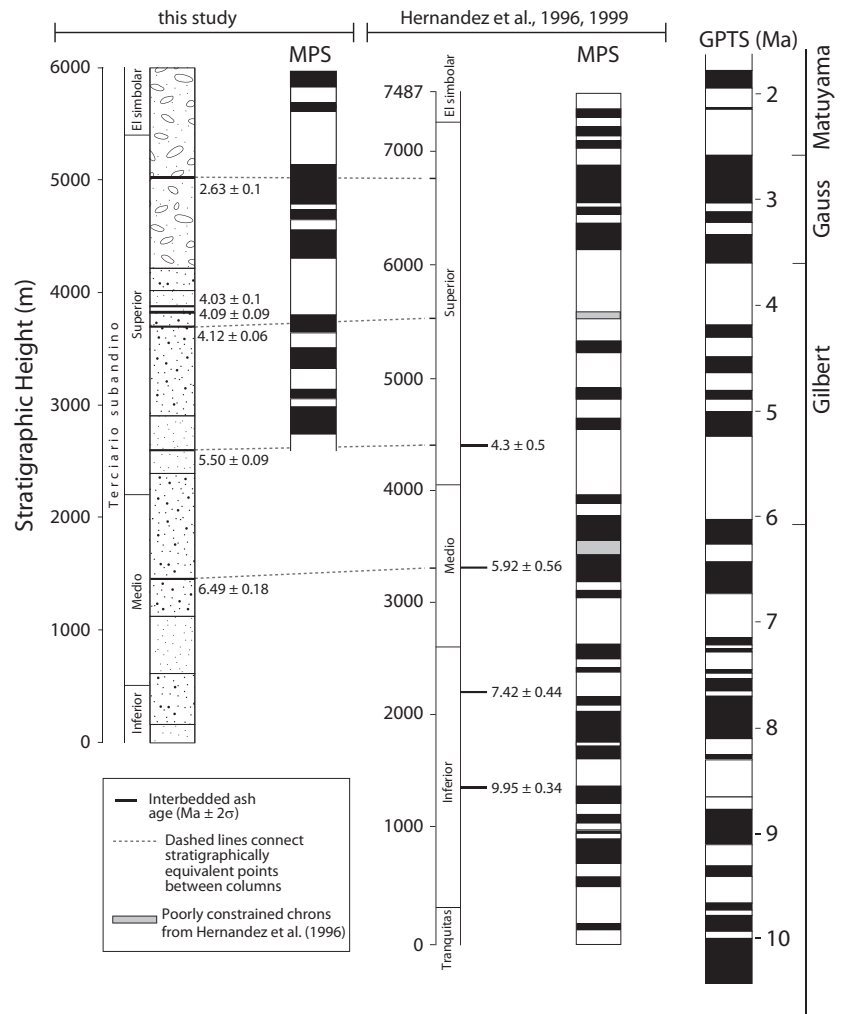 this study
Hernandez et al., 1996, 1999
MPS
MPS
GPTS (Ma)
Stratigraphic Height (m)
6000
5000
4000
3000
2000
1000
0
Terciario subandino
El simbolar
Superior
Medio
Inferior
2.63 ± 0.1
4.03 ± 0.1
4.09 ± 0.09
4.12 ± 0.06
5.50 ± 0.09
6.49 ± 0.18
7487
7000
6000
5000
4000
3000
2000
1000
0
El simbolar
Superior
Medio
Inferior
Tranquitas
4.3 ± 0.5
5.92 ± 0.56
7.42 ± 0.44
9.95 ± 0.34
2
3
4
5
6
7
8
9
10
Matuyama
Gauss
Gilbert
Interbedded ash
age (Ma ± 2σ)
Dashed lines connect
stratigraphically
equivalent points
between columns
Poorly constrained chrons
from Hernandez et al. (1996)